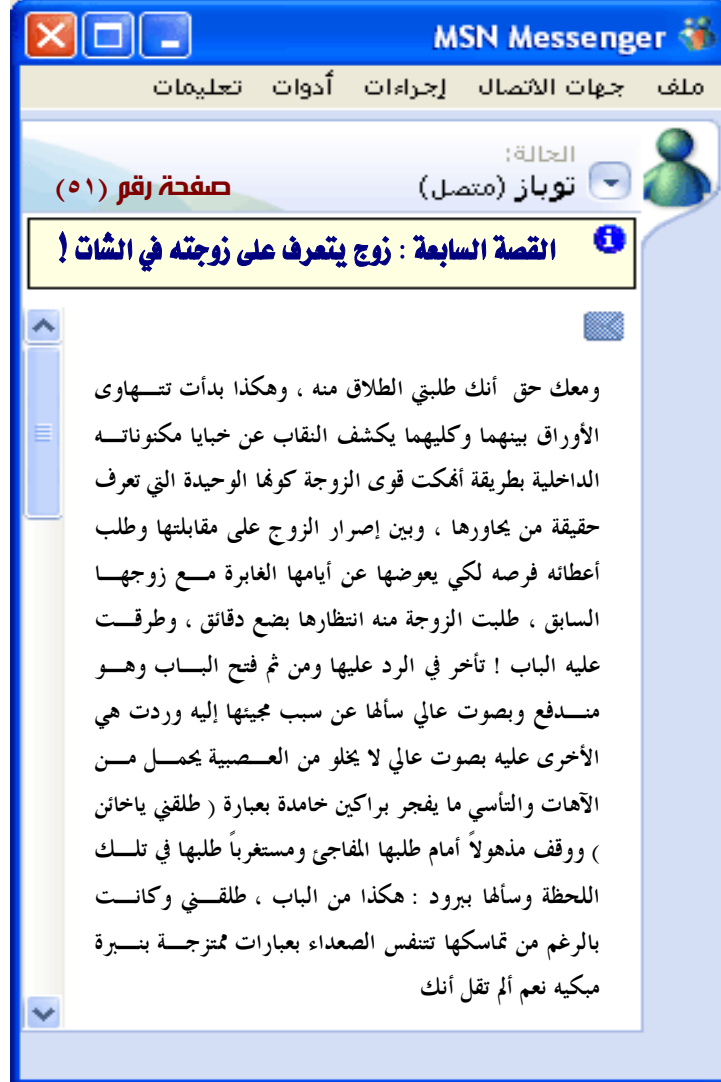 MSN Messenger
ملف جهات الاتصال إجراءات أدوات تعليمات
الحالة:
توباز (متصل)
صفحة رقم (٥١)
القصة السابعة : زوج يتعرف على زوجته في الشات !
ومعك حق أنك طلبتي الطلاق منه ، وهكذا بدأت تتـــهاوى
الأوراق بينهما وكليهما يكشف النقاب عن خبايا مكنوناتـــه
الداخلية بطريقة أنهكت قوى الزوجة كونها الوحيدة التي تعرف
حقيقة من يحاورها ، وبين إصرار الزوج على مقابلتها وطلب
أعطائه فرصه لكي يعوضها عن أيامها الغابرة مـــع زوجهـــا
السابق ، طلبت الزوجة منه انتظارها بضع دقائق ، وطرقـــت
عليه الباب ! تأخر في الرد عليها ومن ثم فتح البـــاب وهـــو
منـــدفع وبصوت عالي سألها عن سبب مجيئها إليه وردت هي
الأخرى عليه بصوت عالي لا يخلو من العـــصبية يحمـــل مـــن
الآهات والتأسي ما يفجر براكين خامدة بعبارة ( طلقني ياخائن
) ووقف مذهولاً أمام طلبها المفاجئ ومستغرباً طلبها في تلـــك
اللحظة وسألها ببرود : هكذا من الباب ، طلقـــني وكانـــت
بالرغم من تماسكها تتنفس الصعداء بعبارات ممتزجـــة بنـــبرة
مبكيه نعم ألم تقل أنك